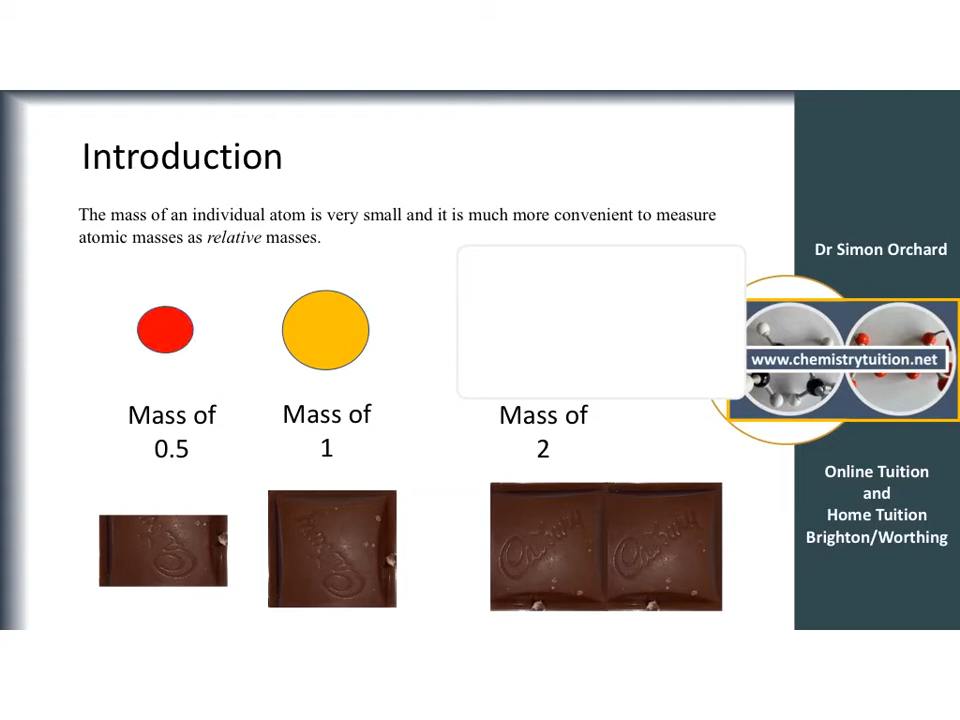 Introduction
The mass of an individual atom is very small and it is much more convenient to measure
atomic masses as relative masses.
Mass of
0.5
Mass of
1
Mass of
2
Cadbury
Cadbury
Dr Simon Orchard
www.chemistrytuition.net
Online Tuition
and
Home Tuition
Brighton/Worthing